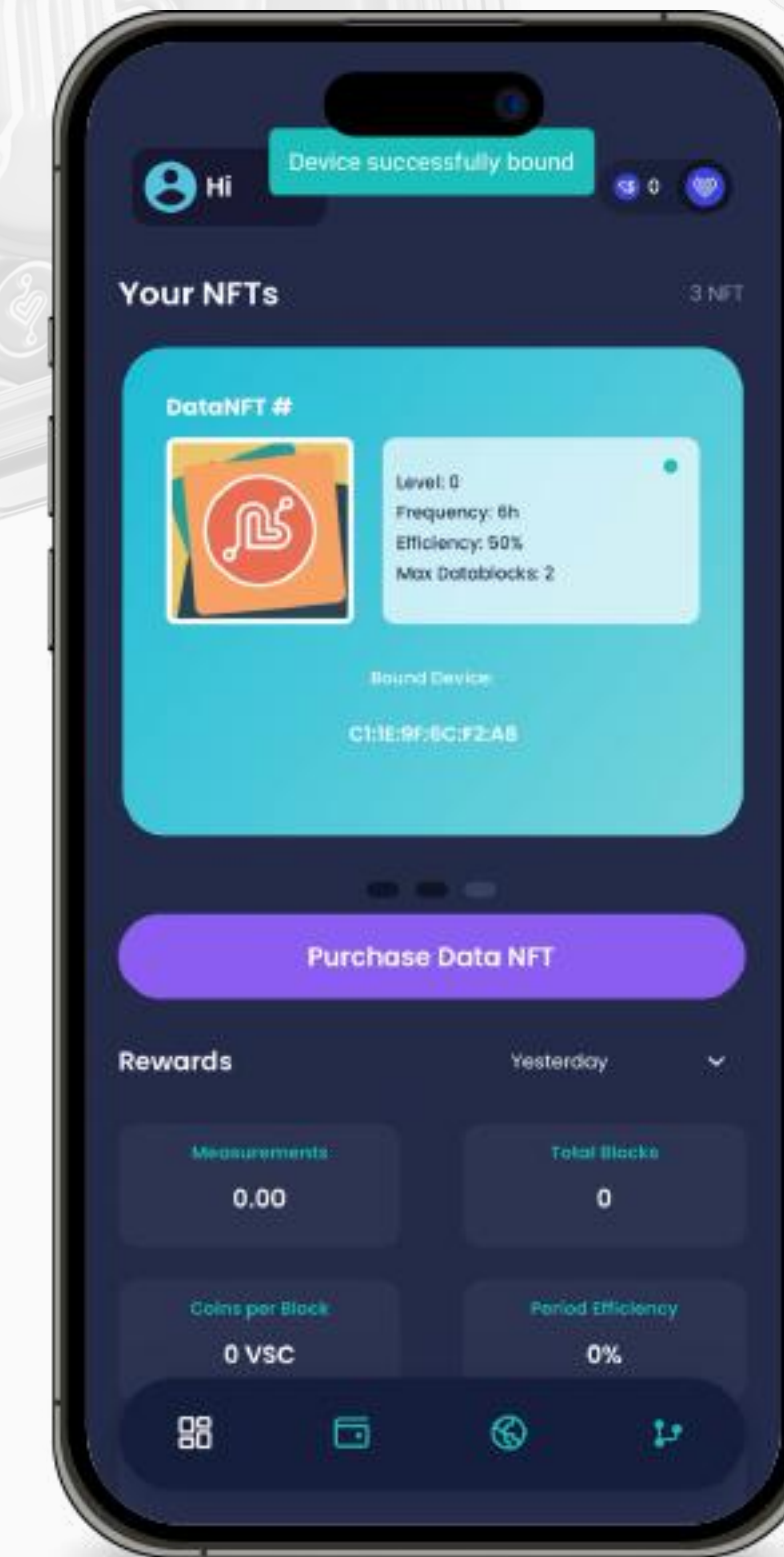 Device successfully bound
Hi
0
Your NFTs
3 NFT
DataNFT #
Level: 0
Frequency: 6h
Efficiency: 50%
Max Datablocks: 2
Bound Device:
C1:1E:9F:6C:F2:A8
Purchase Data NFT
Rewards
Yesterday
Measurements
Total Blocks
0.00
0
Coins per Block
Period Efficiency
0 VSC
0%